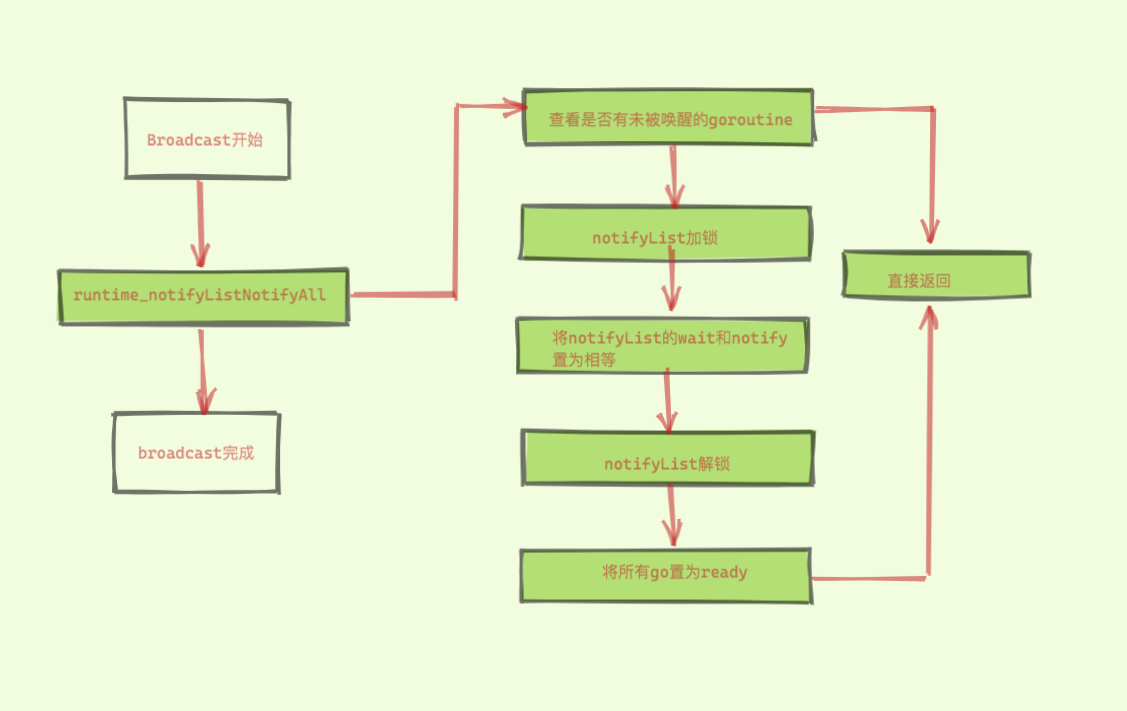 Broadcast开始
runtime_notifyListNotifyAll
broadcast完成
查看是否有未被唤醒的goroutine
notifyList加锁
将notifyList的wait和notify
置为相等
notifyList解锁
将所有go置为ready
直接返回